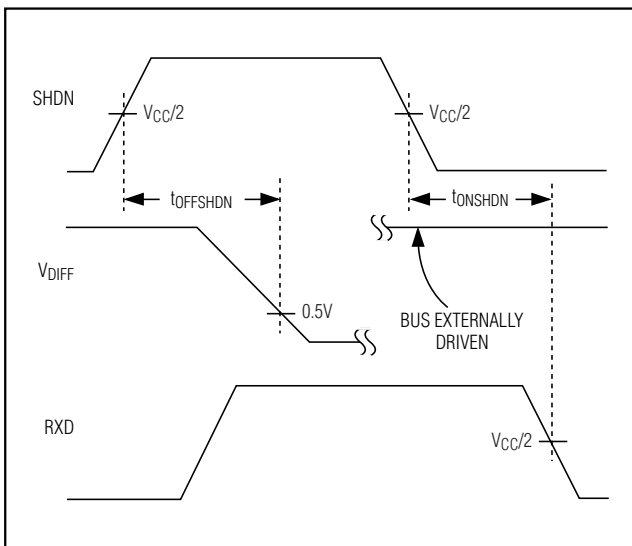 SHDN
VCC/2
VCC/2
tOFFSHDN
tONSHDN
VDIFF
0.5V
BUS EXTERNALLY
DRIVEN
RXD
VCC/2